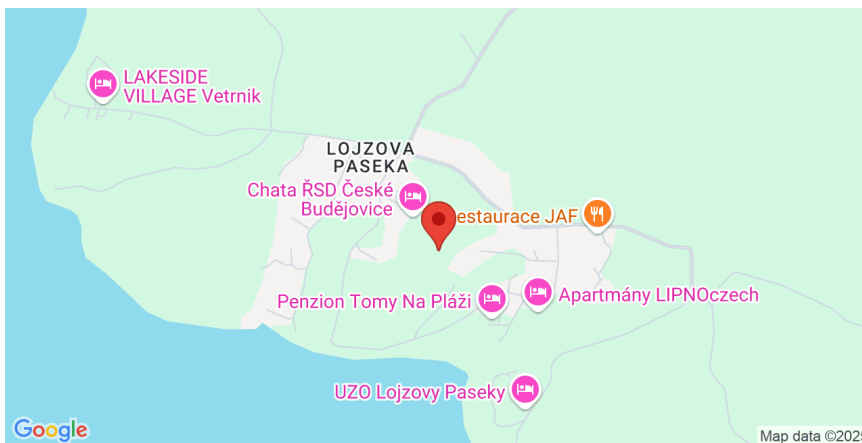 LAKESIDE
VILLAGE Vetrnik
LOJZOVA
PASEKA
Chata ŘSD České
Budějovice
estaurace JAF
Penzion Tomy Na Pláži
Apartmány LIPNOczech
UZO Lojzovy Paseky
Google
Map data ©202